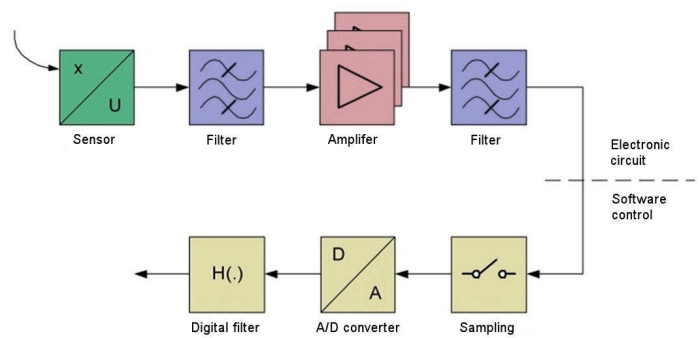 x
U
Sensor
Filter
Amplifer
Filter
Electronic
circuit
Software
control
H(.)
D
A
Digital filter
A/D converter
Sampling